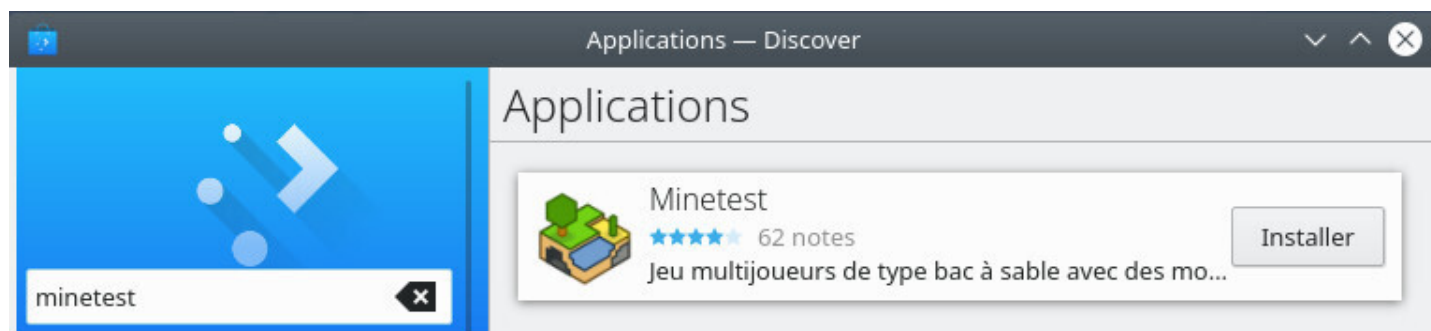 Applications — Discover
Applications
Minetest
62 notes
Installer
Jeu multijoueurs de type bac à sable avec des mo...
minetest